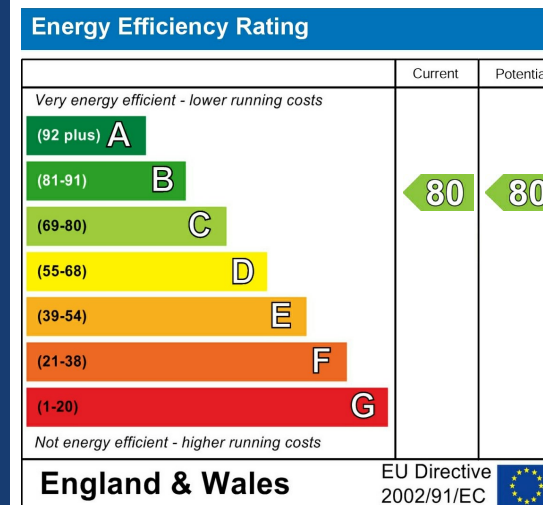 Energy Efficiency Rating
Current Potentia
Very energy efficient - lower running costs
(92 plus) A
(81-91) B
80 80
(69-80) C
(55-68) D
(39-54) E
(21-38) F
(1-20) G
Not energy efficient - higher running costs
England & Wales
EU Directive
2002/91/EC